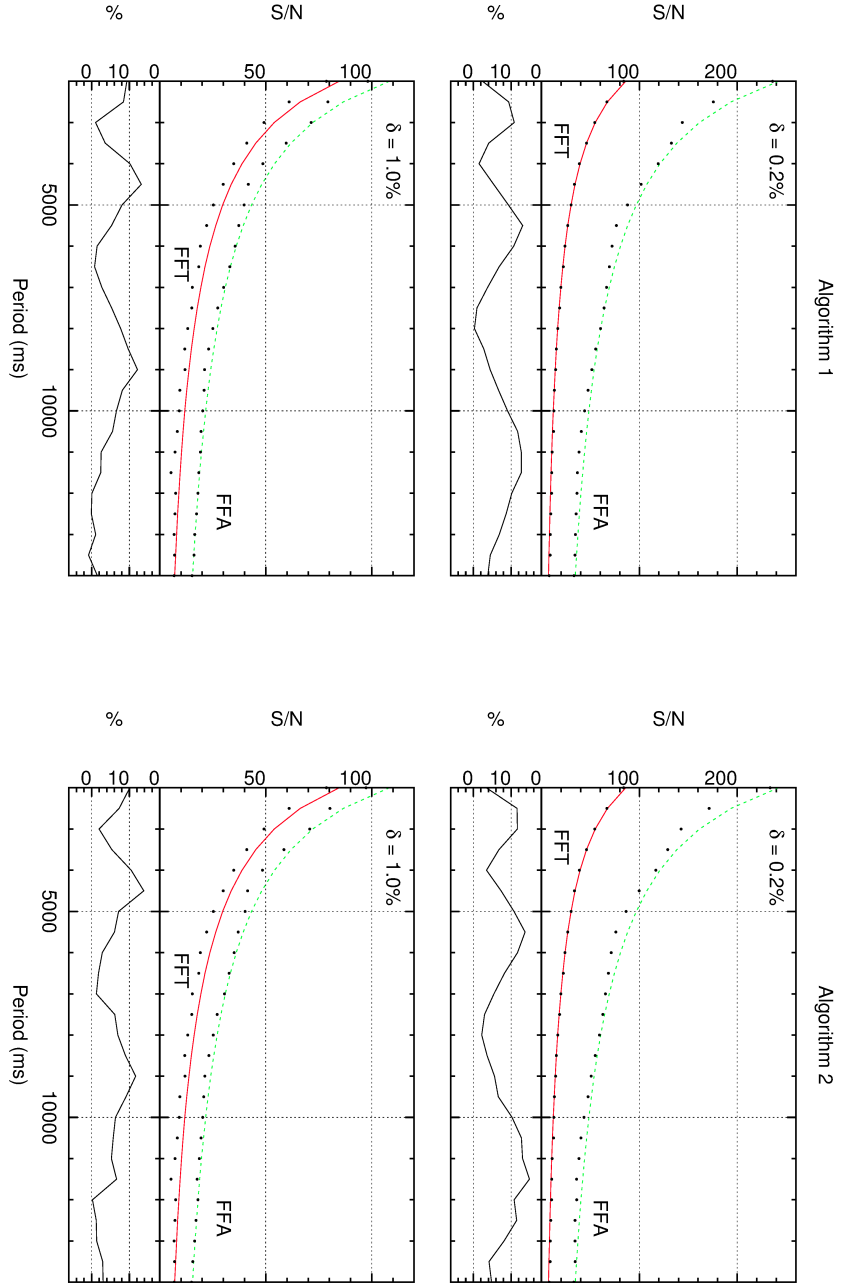 Algorithm 1
δ = 0.2%
S/N
200
100
0
FFT
FFA
%
10
0
δ = 1.0%
S/N
100
50
0
FFT
FFA
%
10
0
5000
10000
Period (ms)
Algorithm 2
δ = 0.2%
S/N
200
100
0
FFT
FFA
%
10
0
δ = 1.0%
S/N
100
50
0
FFT
FFA
%
10
0
5000
10000
Period (ms)